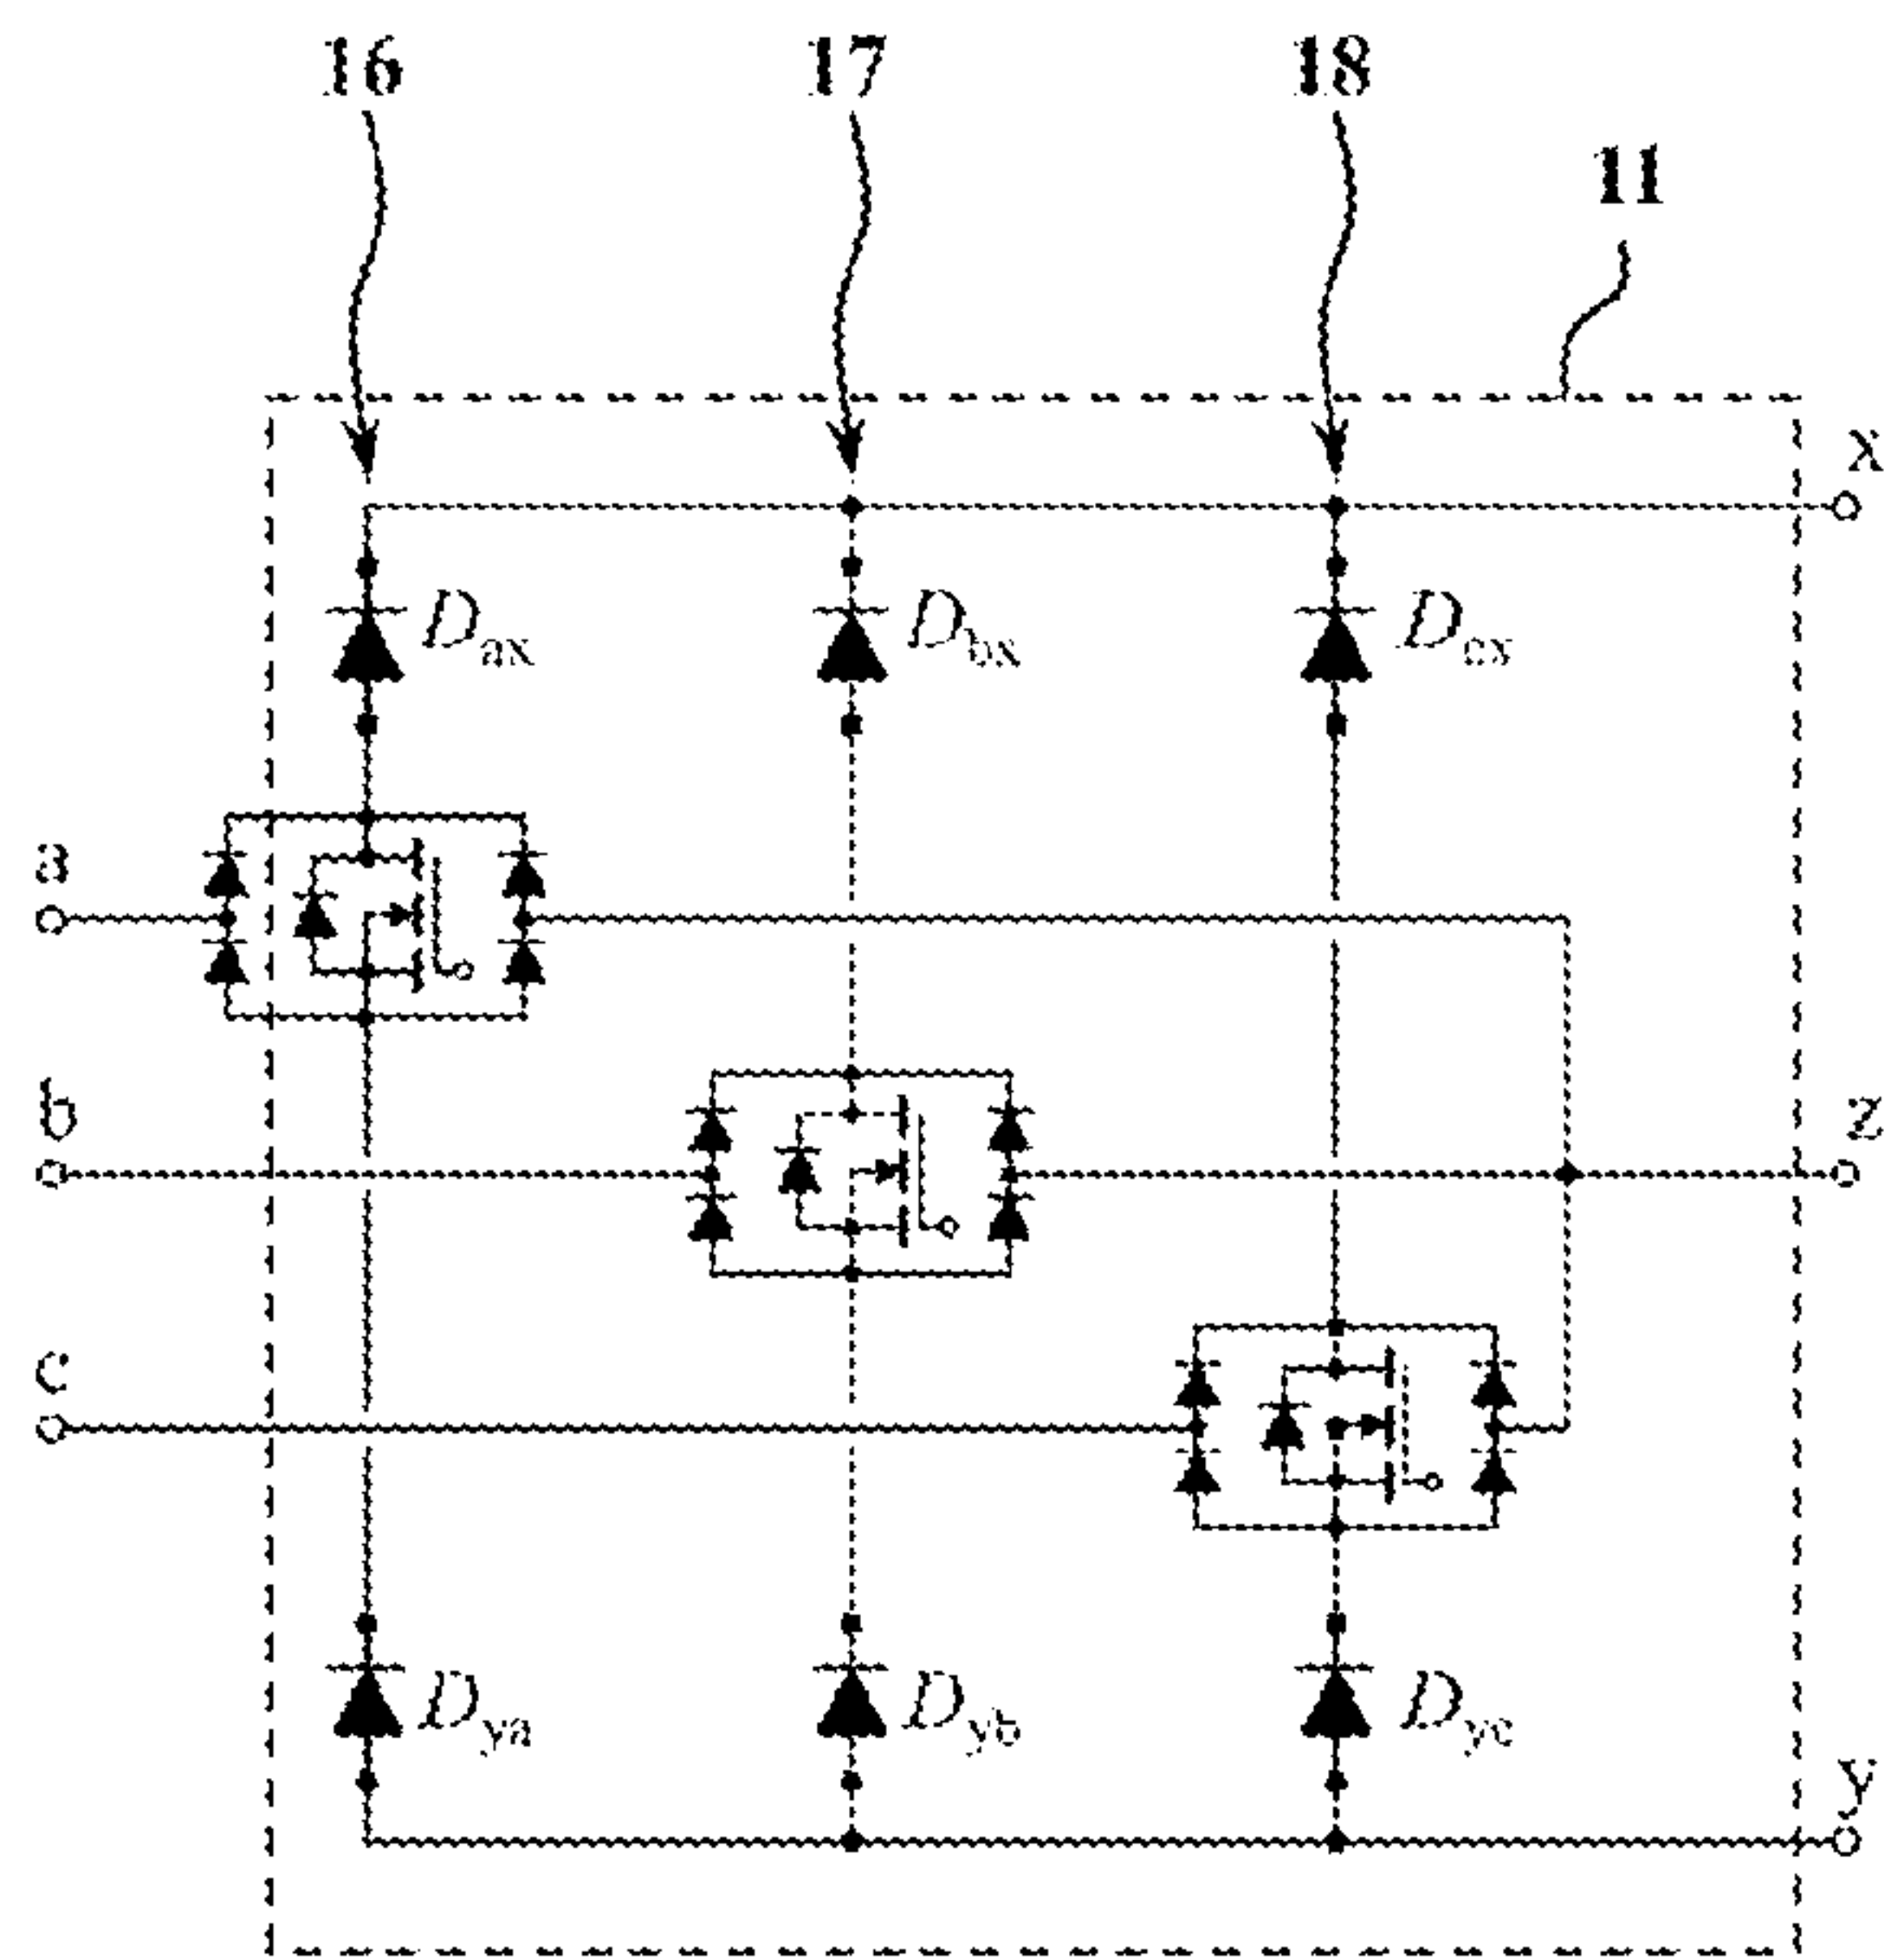 16 17 18
11
x
D_ax D_bx D_cx
a
b z
c
D_ya D_yb D_yc
y